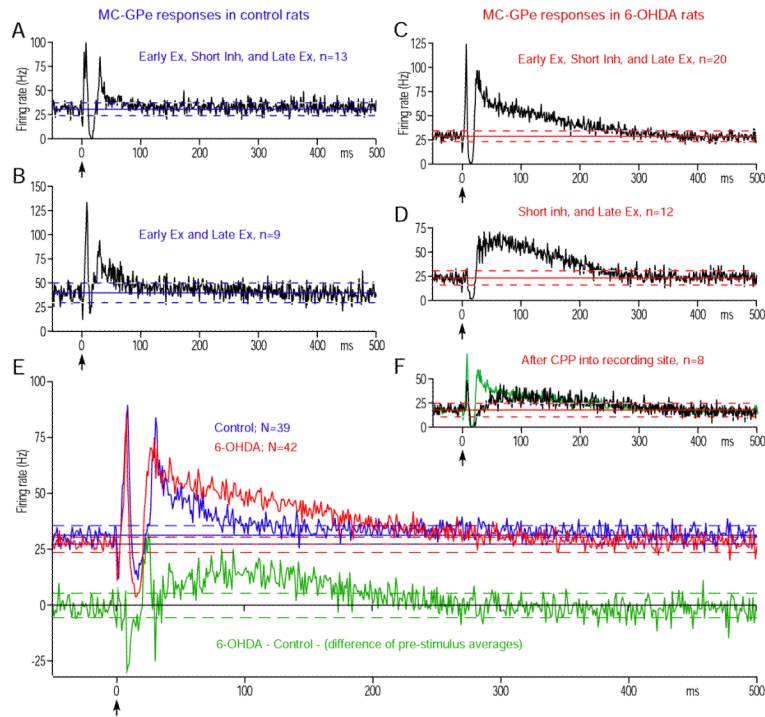 MC-GPe responses in control rats
MC-GPe responses in 6-OHDA rats
A
Early Ex, Short Inh, and Late Ex, n=13
Firing rate (Hz)
100
75
50
25
0
0 100 200 300 ms 500
B
Early Ex and Late Ex, n=9
150
125
100
75
50
25
0
0 100 200 300 ms 500
C
Early Ex, Short Inh, and Late Ex, n=20
Firing rate (Hz)
125
100
75
50
25
0
0 100 200 300 ms 500
D
Short inh, and Late Ex, n=12
75
50
25
0
0 100 200 300 ms 500
F
After CPP into recording site, n=8
50
25
0
0 100 200 300 ms 500
E
Control; N=39
6-OHDA; N=42
Firing rate (Hz)
100
75
50
25
0
-25
6-OHDA - Control - (difference of pre-stimulus averages)
0 100 200 300 400 ms 500